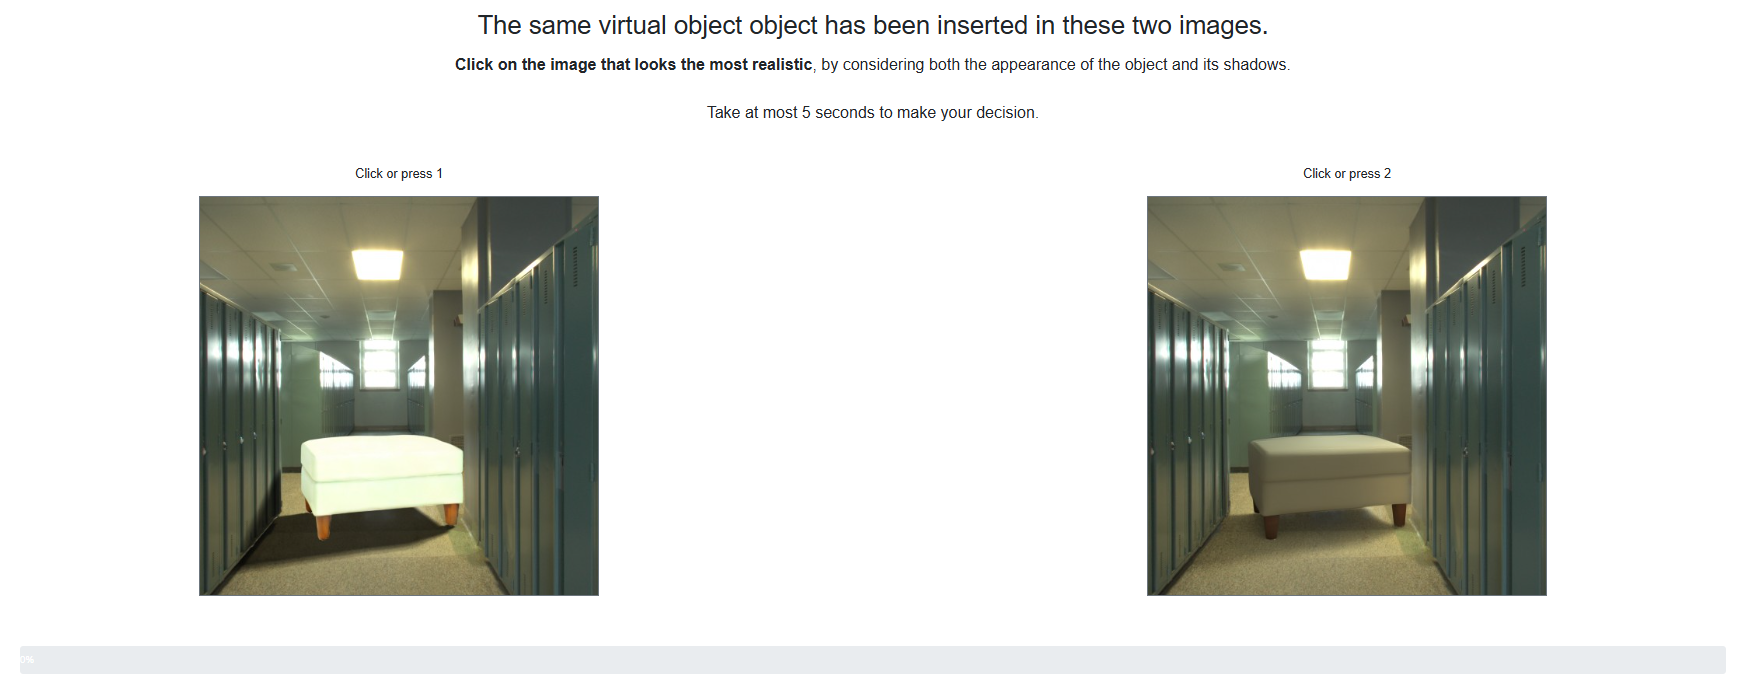 The same virtual object object has been inserted in these two images.
Click on the image that looks the most realistic, by considering both the appearance of the object and its shadows.
Take at most 5 seconds to make your decision.
Click or press 1
Click or press 2
0%